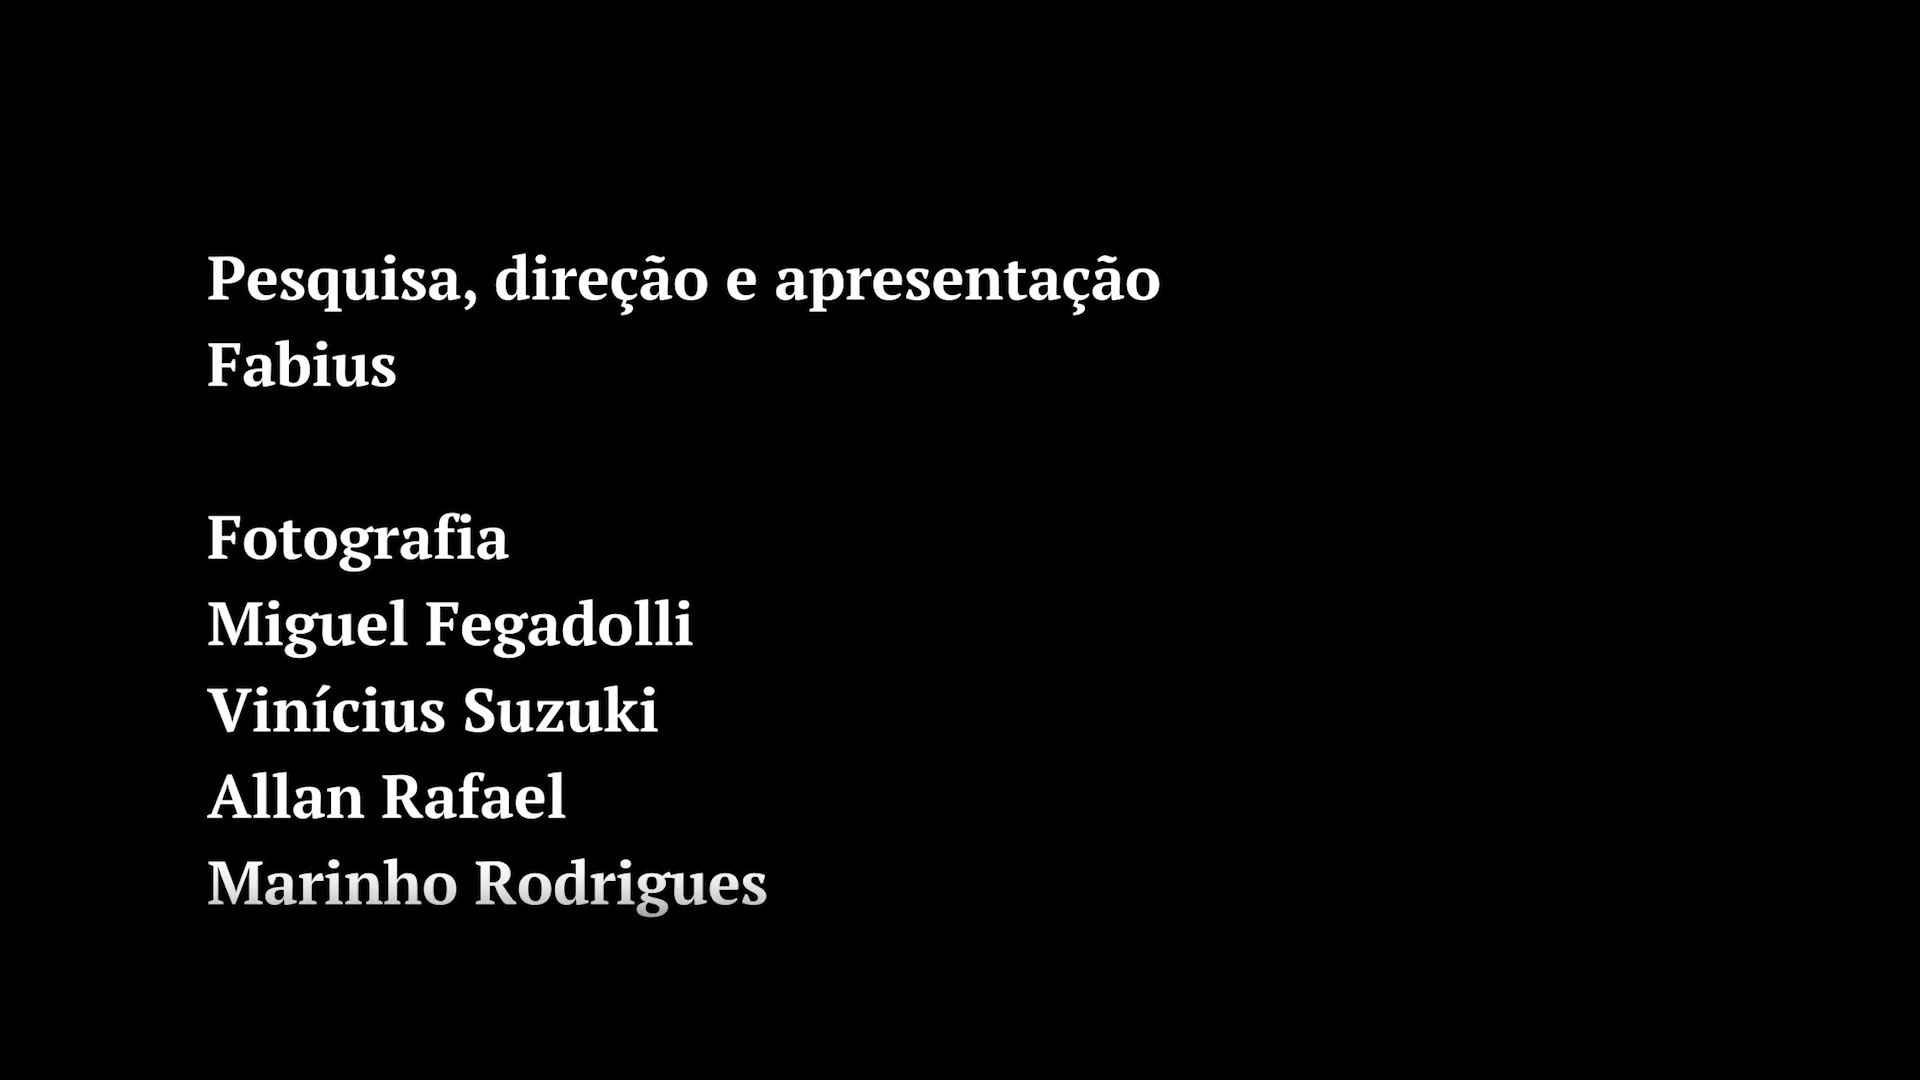 Pesquisa, direção e apresentação
Fabius
Fotografia
Miguel Fegadolli
Vinícius Suzuki
Allan Rafael
Marinho Rodrigues